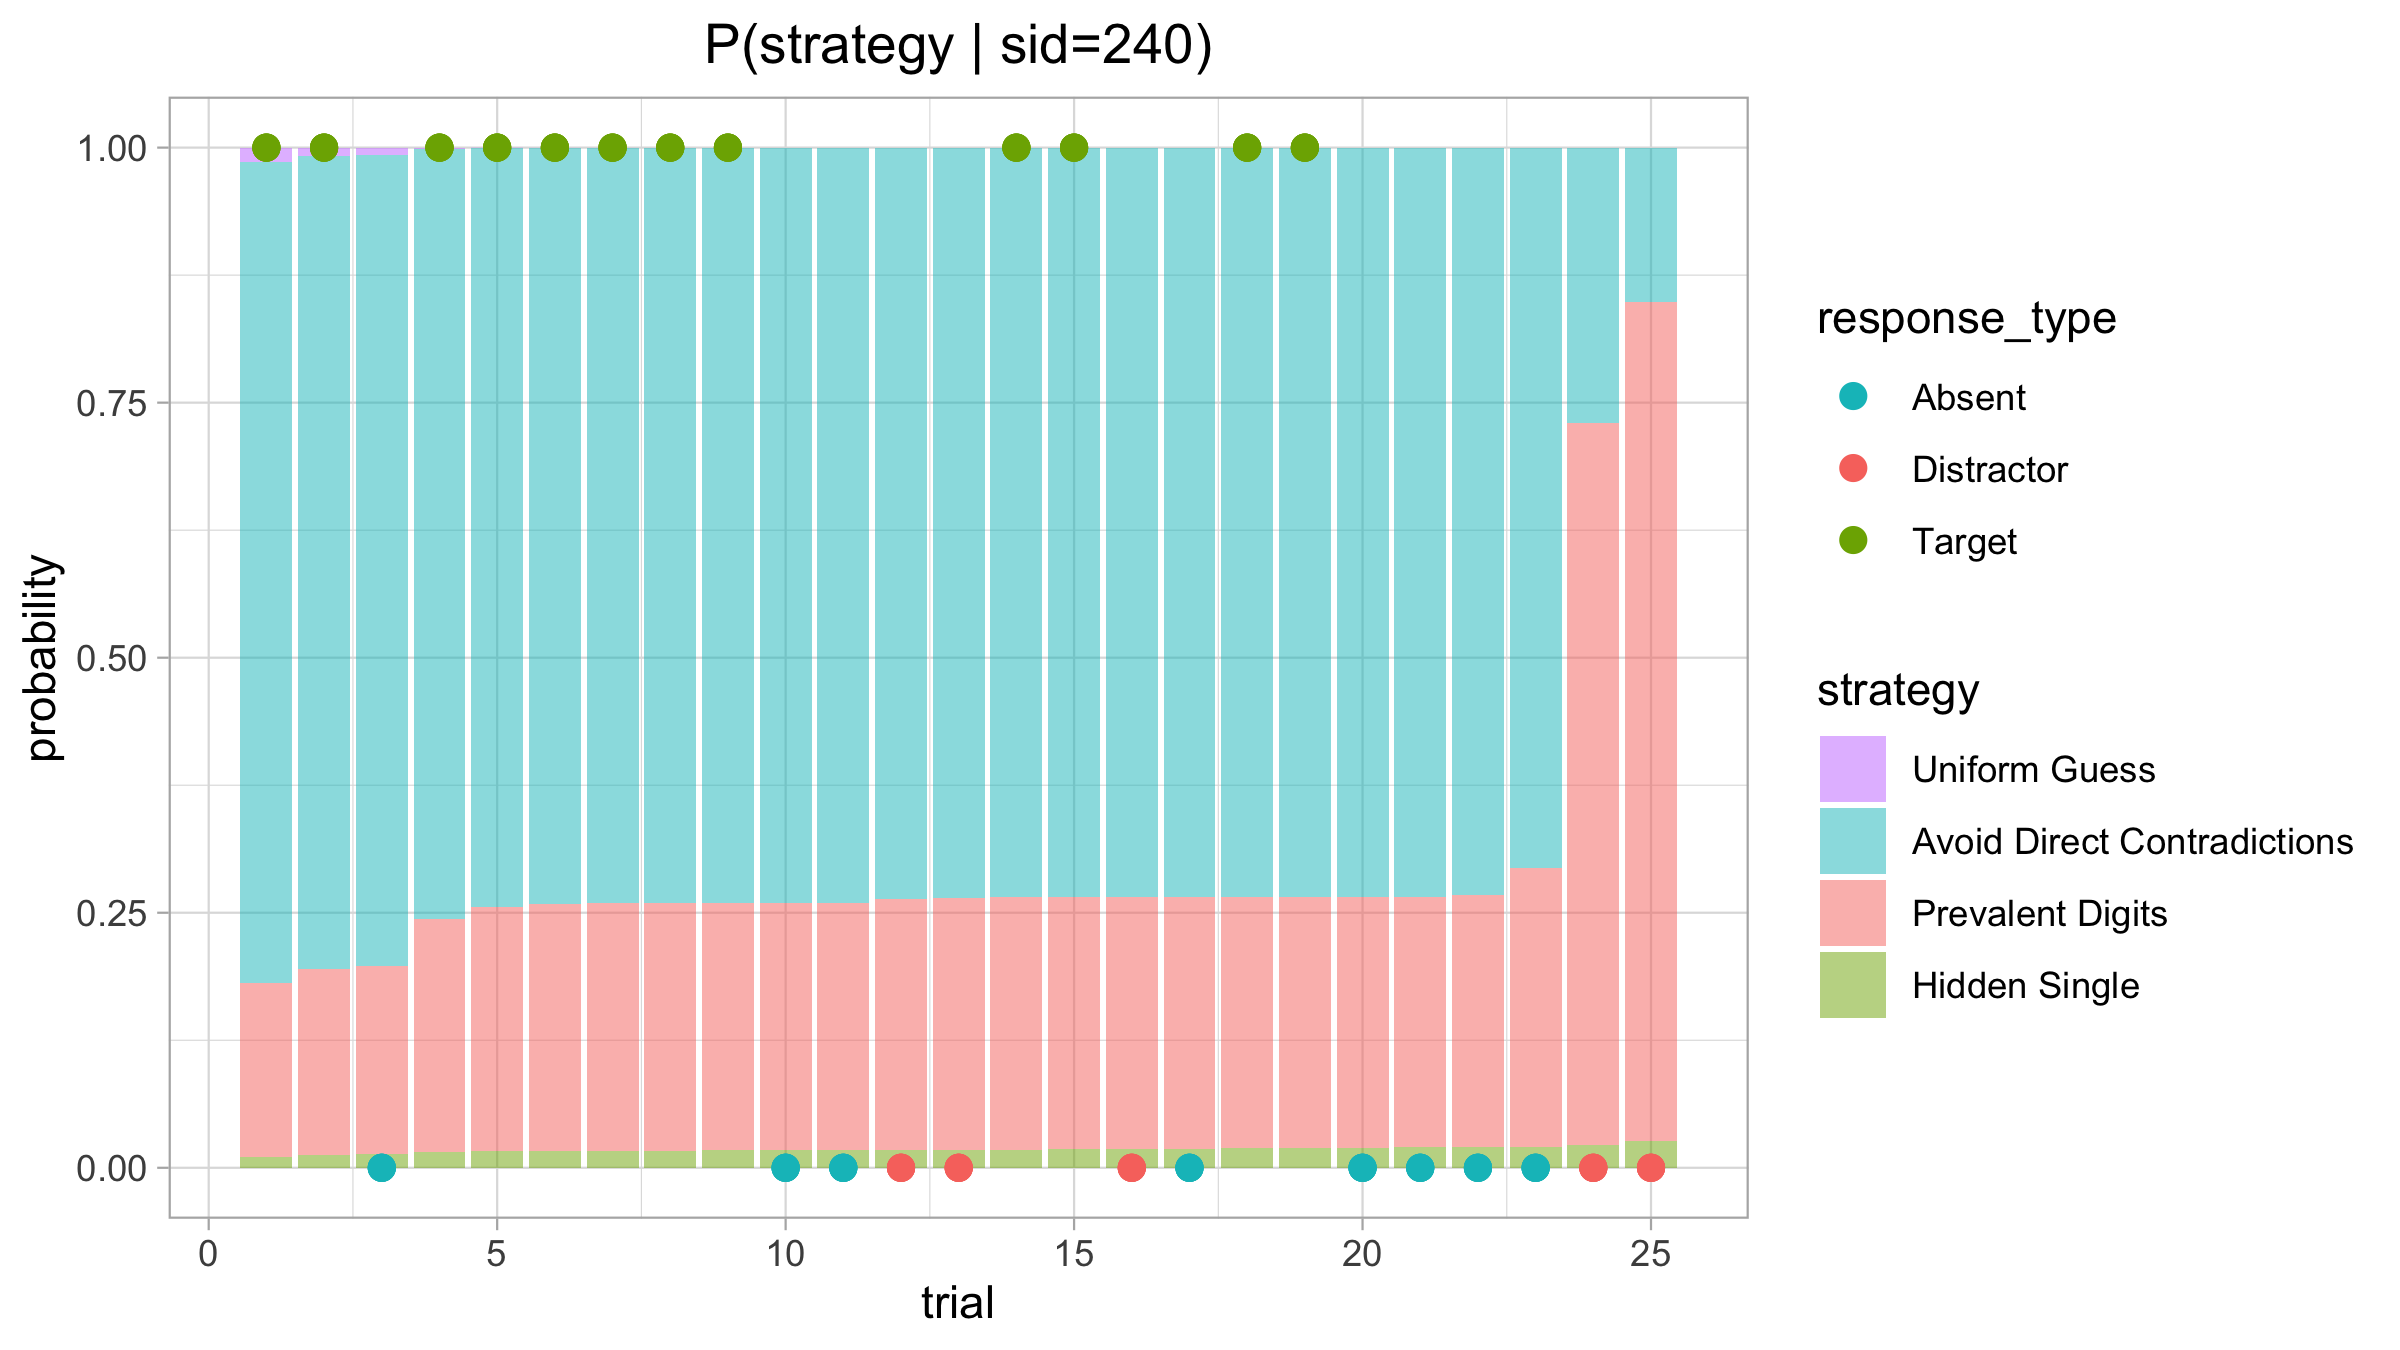 P(strategy | sid=240)
probability
1.00
0.75
0.50
0.25
0.00
0 5 10 15 20 25
trial
response_type
Absent
Distractor
Target
strategy
Uniform Guess
Avoid Direct Contradictions
Prevalent Digits
Hidden Single